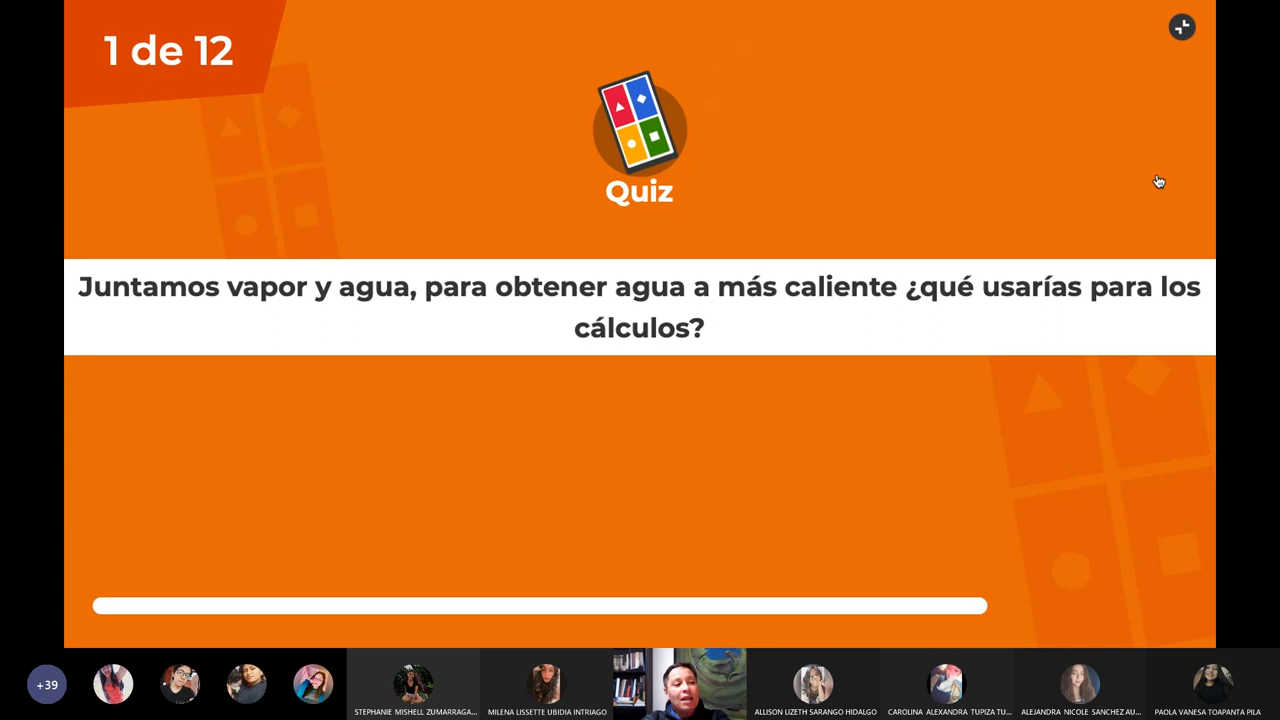 1 de 12
Quiz
Juntamos vapor y agua, para obtener agua a más caliente ¿qué usarías para los
cálculos?
+39
STEPHANIE MISHELL ZUMARRAGA...
MILENA LISSETTE UBIDIA INTRIAGO
ALLISON LIZETH SARANGO HIDALGO
CAROLINA ALEXANDRA TUPIZA TU...
ALEJANDRA NICOLE SANCHEZ AU...
PAOLA VANESA TOAPANTA PILA